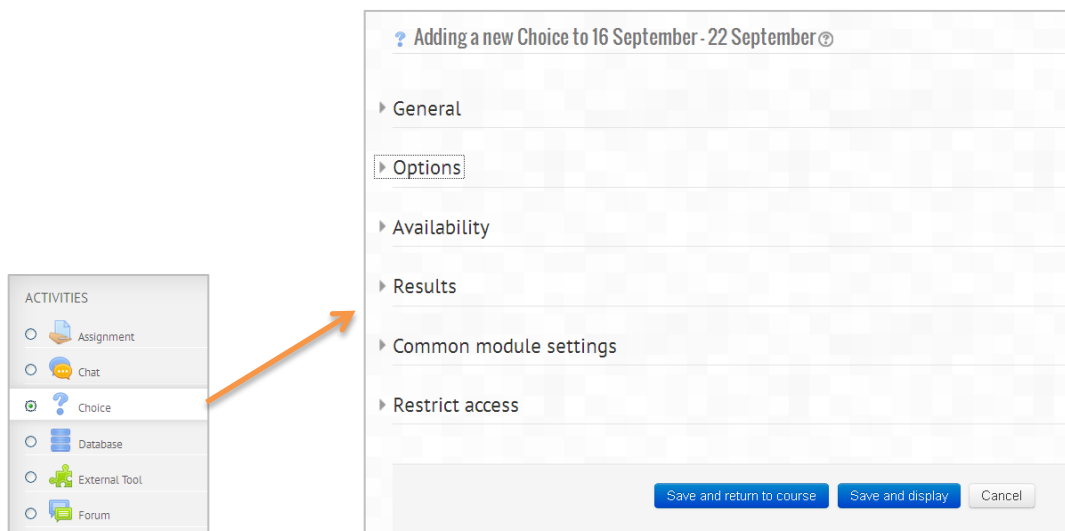 Adding a new Choice to 16 September - 22 September
General
Options
Availability
Results
Common module settings
Restrict access
Save and return to course Save and display Cancel
ACTIVITIES
Assignment
Chat
Choice
Database
External Tool
Forum